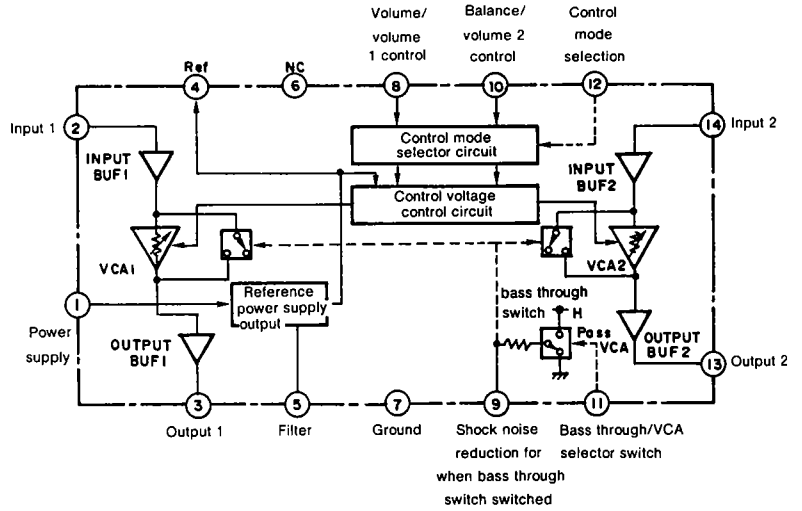 Volume/
volume
1 control
Balance/
volume 2
control
Control
mode
selection
Ref
4
NC
6
8
10
12
Input 1
2
14
Input 2
Control mode
selector circuit
INPUT
BUF1
INPUT
BUF2
Control voltage
control circuit
VCA1
VCA2
1
Power
supply
Reference
power supply
output
bass through
switch
H
Pass
VCA
OUTPUT
BUF1
OUTPUT
BUF2
13
Output 2
3
5
7
9
11
Output 1
Filter
Ground
Shock noise
reduction for
when bass through
switch switched
Bass through/VCA
selector switch